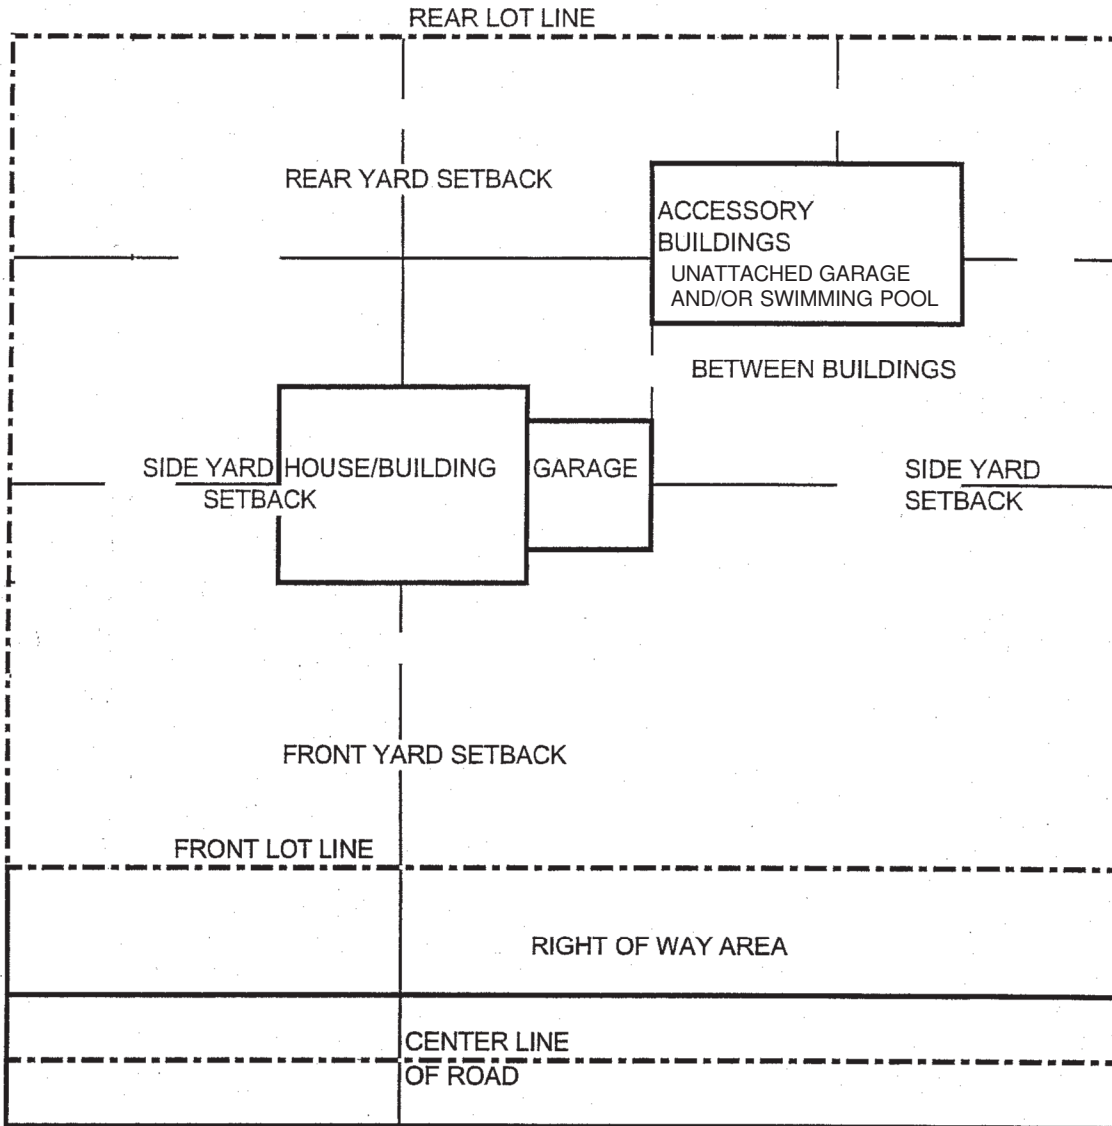 REAR LOT LINE
REAR YARD SETBACK
ACCESSORY
BUILDINGS
UNATTACHED GARAGE
AND/OR SWIMMING POOL
BETWEEN BUILDINGS
SIDE YARD
SETBACK
HOUSE/BUILDING
GARAGE
SIDE YARD
SETBACK
FRONT YARD SETBACK
FRONT LOT LINE
RIGHT OF WAY AREA
CENTER LINE
OF ROAD